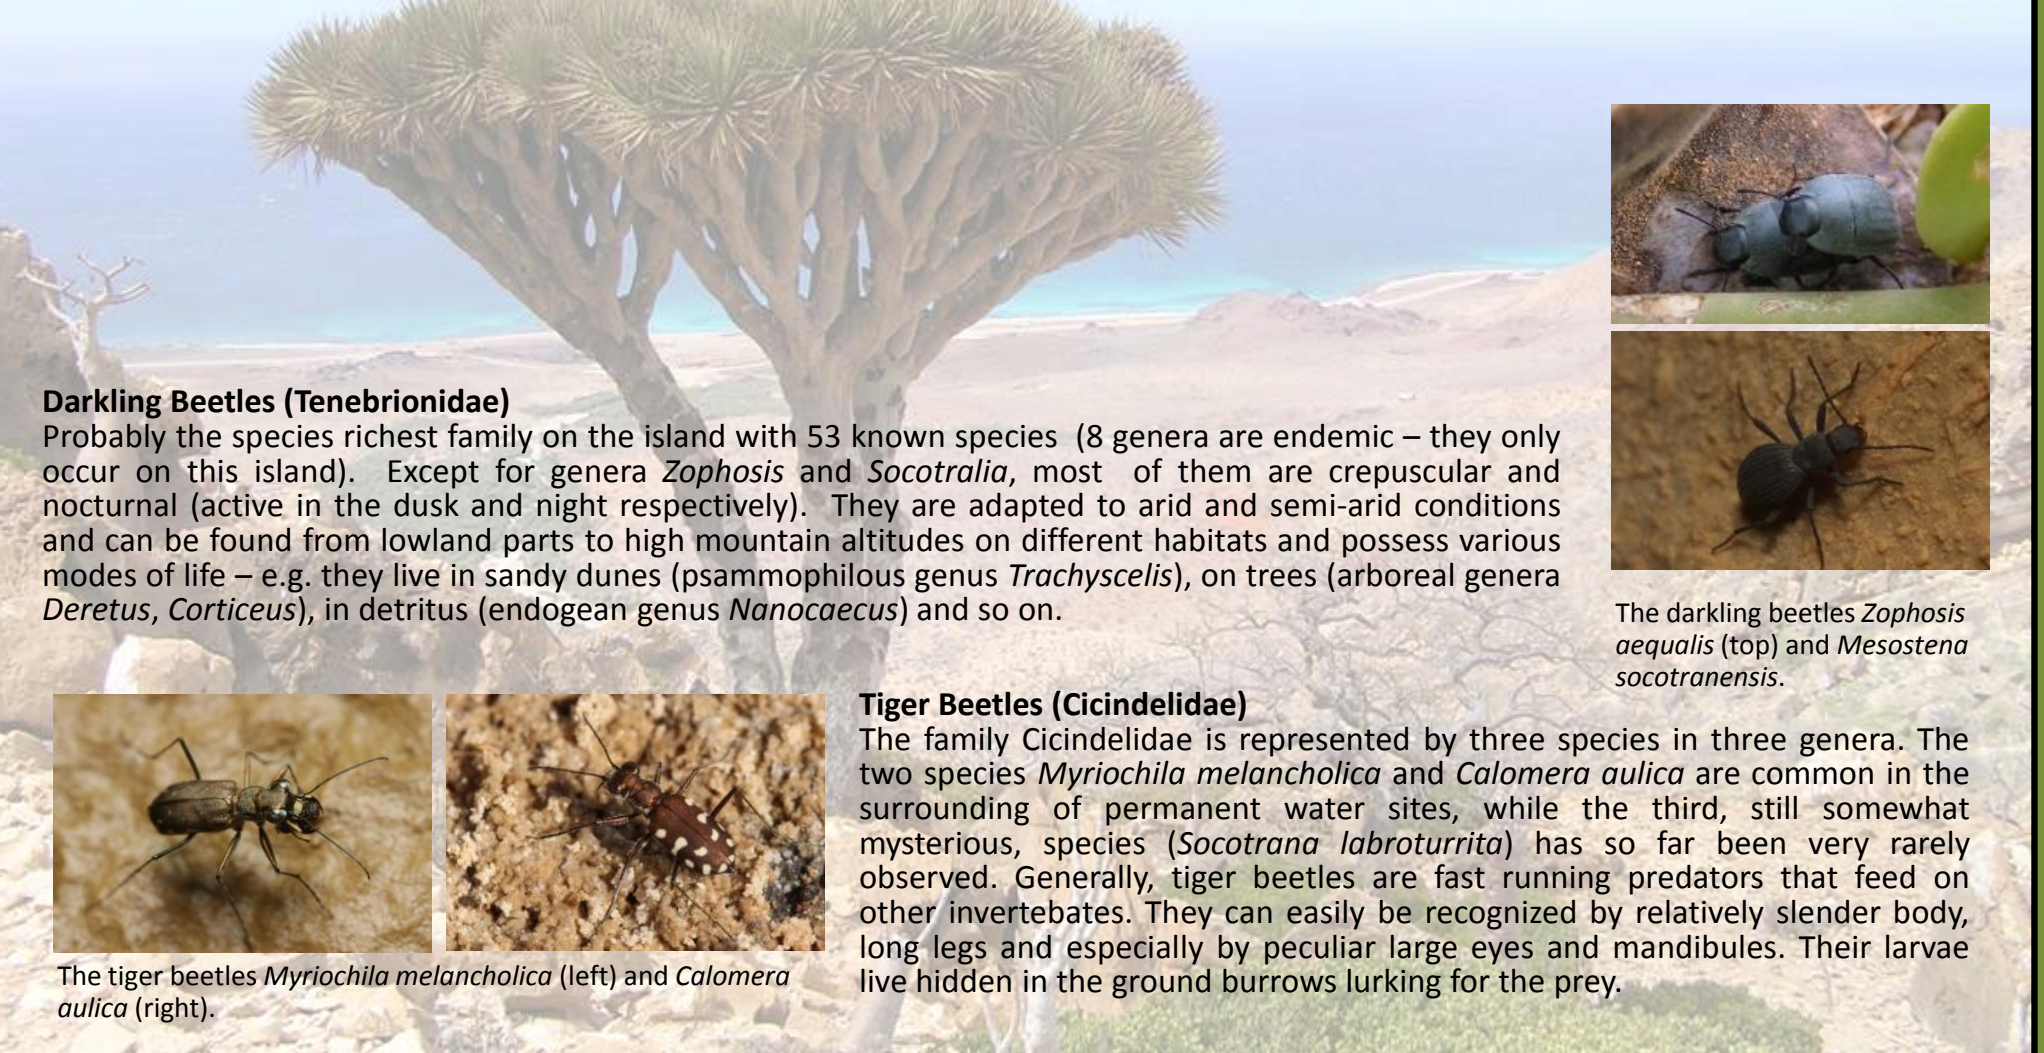 Darkling Beetles (Tenebrionidae)
Probably the species richest family on the island with 53 known species (8 genera are endemic – they only
occur on this island). Except for genera Zophosis and Socotralia, most of them are crepuscular and
nocturnal (active in the dusk and night respectively). They are adapted to arid and semi-arid conditions
and can be found from lowland parts to high mountain altitudes on different habitats and possess various
modes of life – e.g. they live in sandy dunes (psammophilous genus Trachyscelis), on trees (arboreal genera
Deretus, Corticeus), in detritus (endogean genus Nanocaecus) and so on.
The darkling beetles Zophosis
aequalis (top) and Mesostena
socotranensis.
Tiger Beetles (Cicindelidae)
The family Cicindelidae is represented by three species in three genera. The
two species Myriochila melancholica and Calomera aulica are common in the
surrounding of permanent water sites, while the third, still somewhat
mysterious, species (Socotrana labroturrita) has so far been very rarely
observed. Generally, tiger beetles are fast running predators that feed on
other invertebates. They can easily be recognized by relatively slender body,
long legs and especially by peculiar large eyes and mandibules. Their larvae
live hidden in the ground burrows lurking for the prey.
The tiger beetles Myriochila melancholica (left) and Calomera
aulica (right).